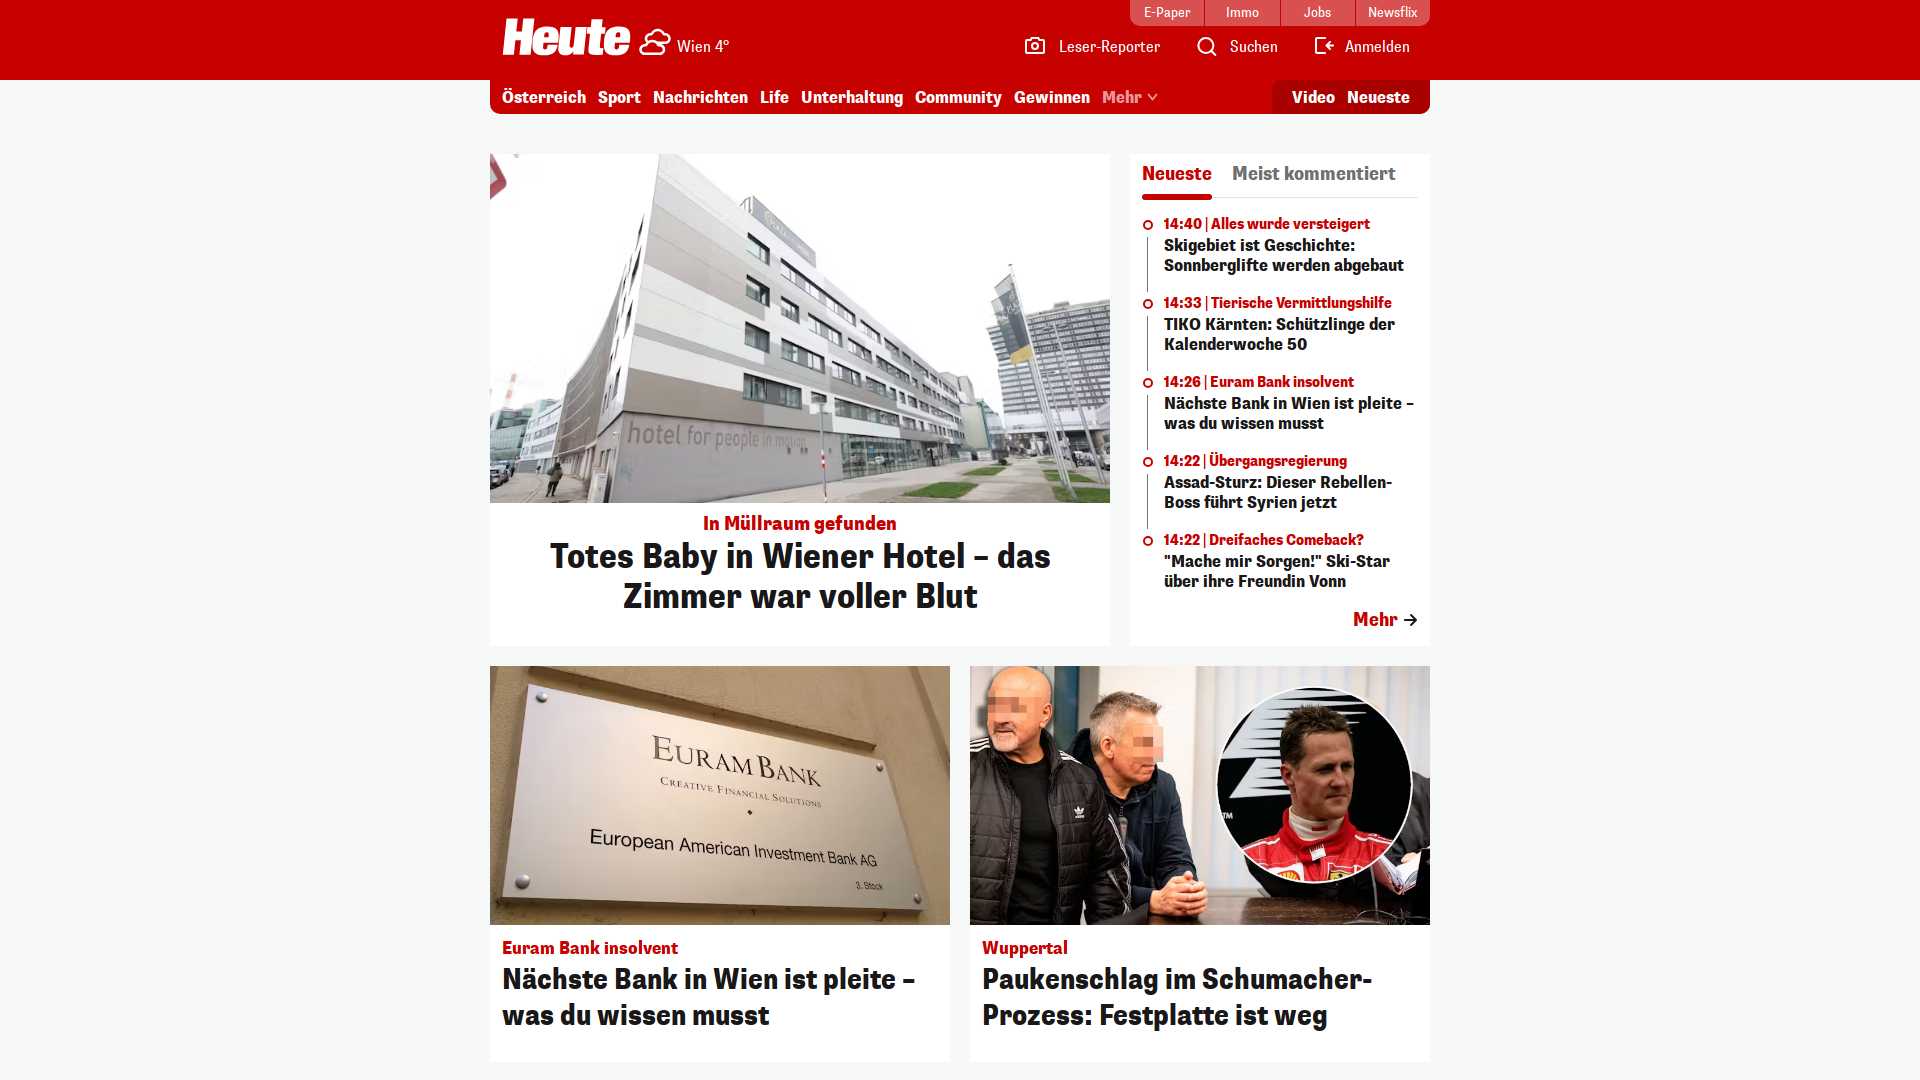 E-Paper
Immo
Jobs
Newsflix
Heute
Wien 4°
Leser-Reporter
Suchen
Anmelden
Österreich
Sport
Nachrichten
Life
Unterhaltung
Community
Gewinnen
Mehr
Video
Neueste
hotel for people in motion
In Müllraum gefunden
Totes Baby in Wiener Hotel – das
Zimmer war voller Blut
Neueste
Meist kommentiert
14:40 | Alles wurde versteigert
Skigebiet ist Geschichte:
Sonnberglifte werden abgebaut
14:33 | Tierische Vermittlungshilfe
TIKO Kärnten: Schützlinge der
Kalenderwoche 50
14:26 | Euram Bank insolvent
Nächste Bank in Wien ist pleite –
was du wissen musst
14:22 | Übergangsregierung
Assad-Sturz: Dieser Rebellen-
Boss führt Syrien jetzt
14:22 | Dreifaches Comeback?
"Mache mir Sorgen!" Ski-Star
über ihre Freundin Vonn
Mehr
EURAM BANK
CREATIVE FINANCIAL SOLUTIONS
European American Investment Bank AG
3. Stock
Euram Bank insolvent
Nächste Bank in Wien ist pleite –
was du wissen musst
TM
Wuppertal
Paukenschlag im Schumacher-
Prozess: Festplatte ist weg